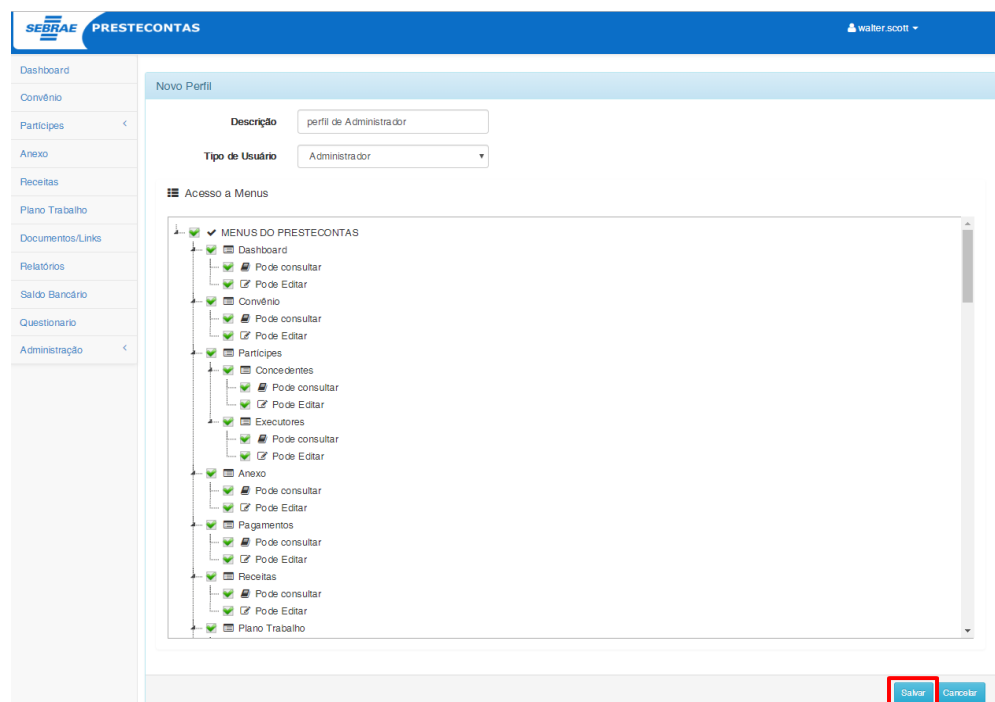 SEBRAE PRESTECONTAS
walter.scott
Dashboard
Convênio
Partícipes
Anexo
Receitas
Plano Trabalho
Documentos/Links
Relatórios
Saldo Bancário
Questionario
Administração
Novo Perfil
Descrição perfil de Administrador
Tipo de Usuário Administrador
Acesso a Menus
MENUS DO PRESTECONTAS
Dashboard
Pode consultar
Pode Editar
Convênio
Pode consultar
Pode Editar
Partícipes
Concedentes
Pode consultar
Pode Editar
Executores
Pode consultar
Pode Editar
Anexo
Pode consultar
Pode Editar
Pagamentos
Pode consultar
Pode Editar
Receitas
Pode consultar
Pode Editar
Plano Trabalho
Salvar Cancelar